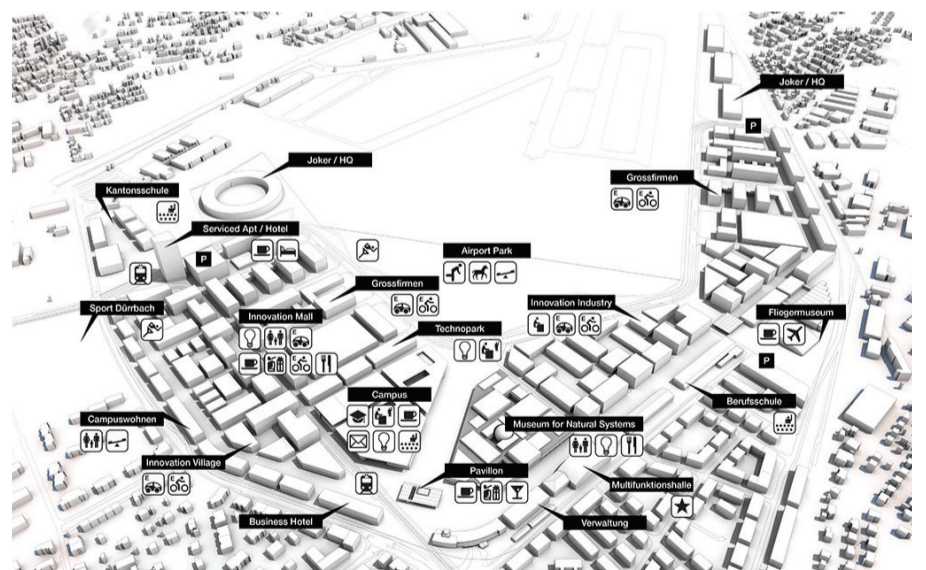 Joker / HQ
P
Joker / HQ
Grossfirmen
E
E
Kantonsschule
Serviced Apt / Hotel
P
Airport Park
Grossfirmen
E
E
Innovation Industry
E
E
Sport Dürrbach
Innovation Mall
E
E
Fliegermuseum
Technopark
P
Campus
Berufsschule
Campuswohnen
Museum for Natural Systems
Innovation Village
E
E
Pavillon
Multifunktionshalle
Business Hotel
Verwaltung